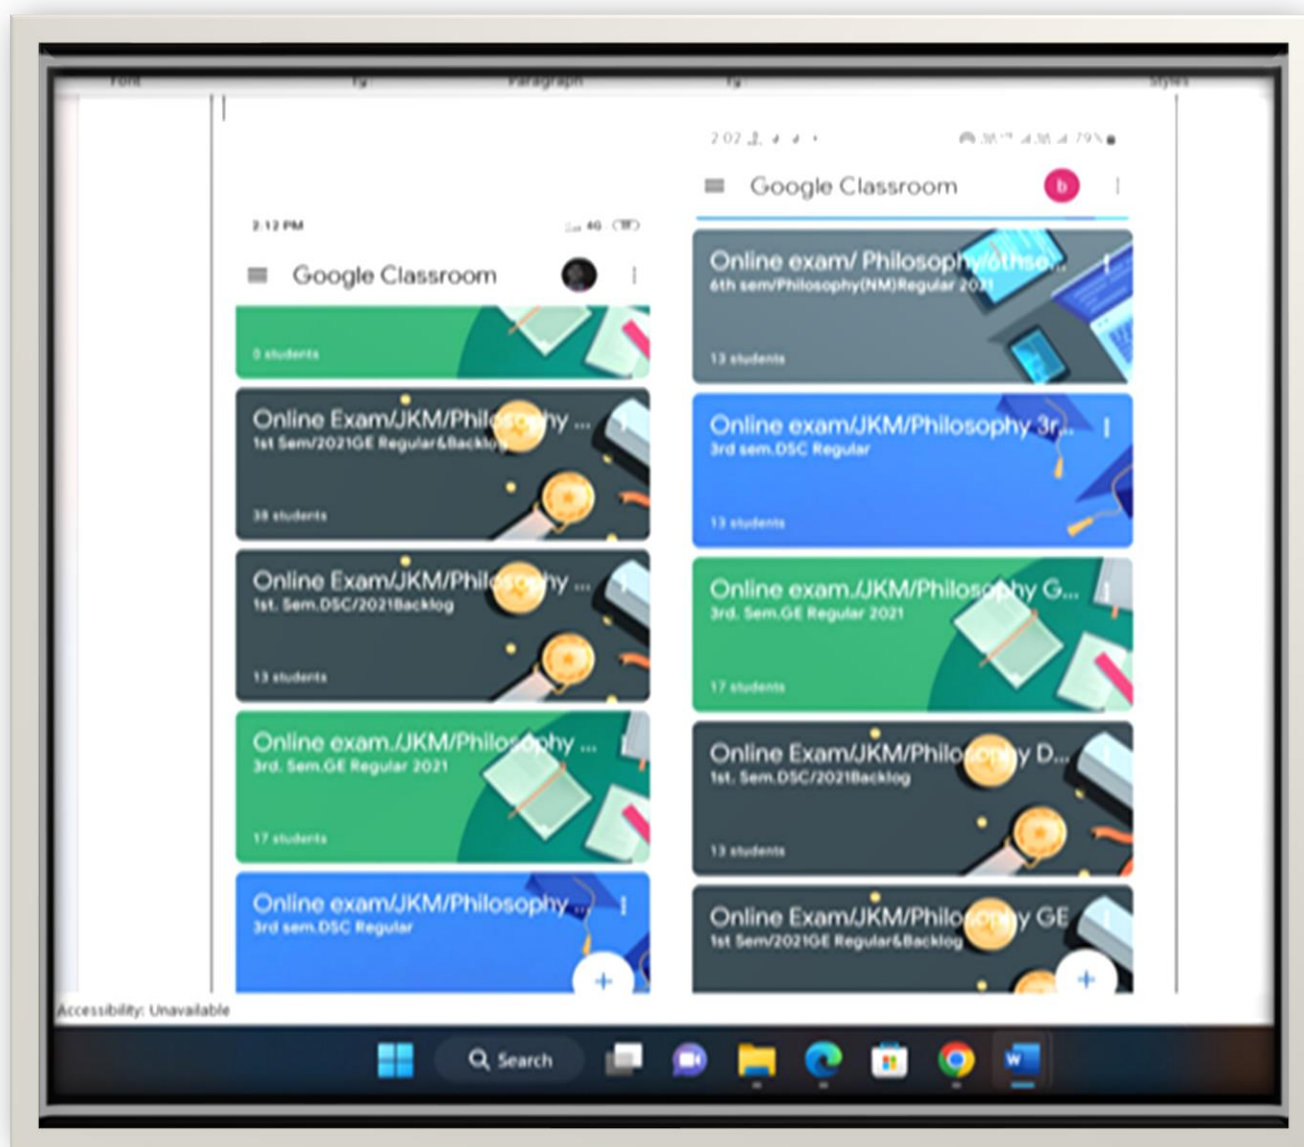 Font
Paragraph
Styles
2:12 PM
4G
Google Classroom
0 students
Online Exam/JKM/Philosophy ...
1st Sem/2021GE Regular&Backlog
38 students
Online Exam/JKM/Philosophy ...
1st. Sem.DSC/2021Backlog
13 students
Online exam./JKM/Philosophy ...
3rd. Sem.GE Regular 2021
17 students
Online exam/JKM/Philosophy ...
3rd sem.DSC Regular
2:02
79%
Google Classroom
b
Online exam/ Philosophy/6thse...
6th sem/Philosophy(NM)Regular 2021
13 students
Online exam/JKM/Philosophy 3r...
3rd sem.DSC Regular
13 students
Online exam./JKM/Philosophy G...
3rd. Sem.GE Regular 2021
17 students
Online Exam/JKM/Philosophy D...
1st. Sem.DSC/2021Backlog
13 students
Online Exam/JKM/Philosophy GE
1st Sem/2021GE Regular&Backlog
Accessibility: Unavailable
Search
W